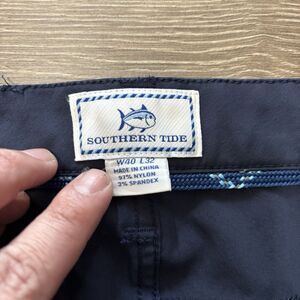 SOUTHERN TIDE
W40 L32
MADE IN CHINA
97% NYLON
3% SPANDEX